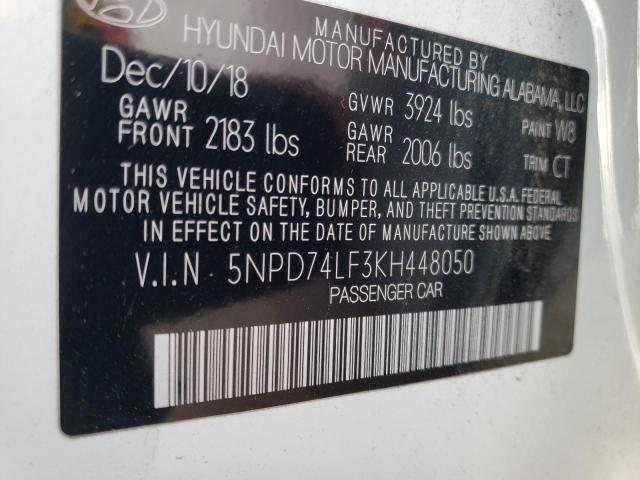 MANUFACTURED BY
HYUNDAI MOTOR MANUFACTURING ALABAMA, LLC
Dec/10/18 GVWR 3924 lbs PAINT W8
GAWR FRONT 2183 lbs GAWR REAR 2006 lbs TRIM CT
THIS VEHICLE CONFORMS TO ALL APPLICABLE U.S.A. FEDERAL
MOTOR VEHICLE SAFETY, BUMPER, AND THEFT PREVENTION STANDARDS
IN EFFECT ON THE DATE OF MANUFACTURE SHOWN ABOVE.
V.I.N 5NPD74LF3KH448050
PASSENGER CAR